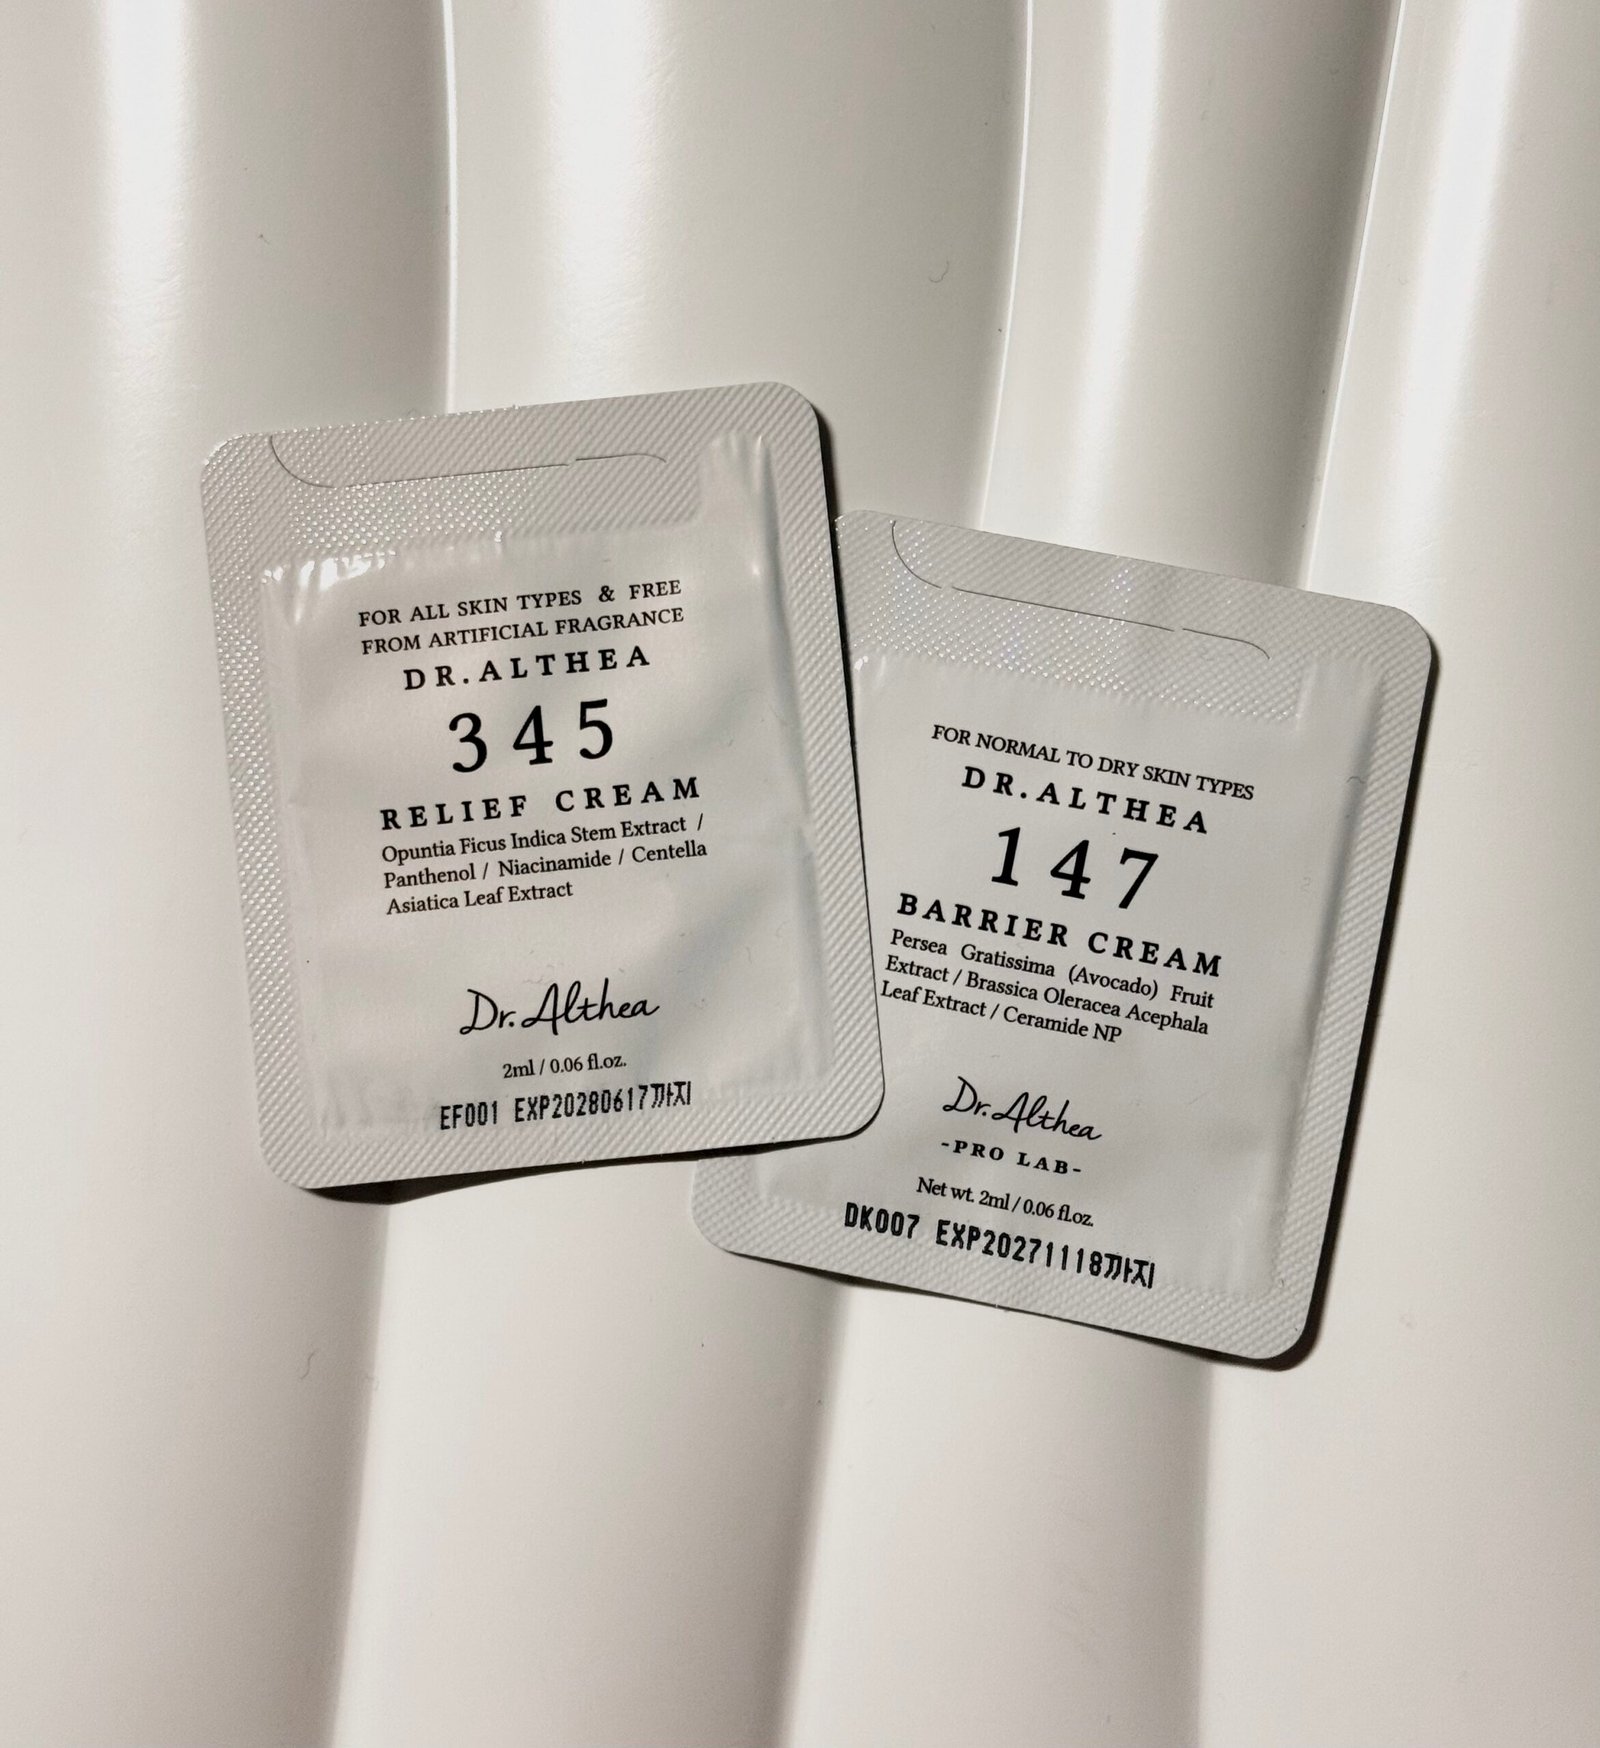 FOR ALL SKIN TYPES & FREE
FROM ARTIFICIAL FRAGRANCE
DR.ALTHEA
345
RELIEF CREAM
Opuntia Ficus Indica Stem Extract /
Panthenol / Niacinamide / Centella
Asiatica Leaf Extract
Dr.Althea
2ml / 0.06 fl.oz.
EF001 EXP20280617까지
FOR NORMAL TO DRY SKIN TYPES
DR.ALTHEA
147
BARRIER CREAM
Persea Gratissima (Avocado) Fruit
Extract / Brassica Oleracea Acephala
Leaf Extract / Ceramide NP
Dr.Althea
-PRO LAB-
Net wt. 2ml / 0.06 fl.oz.
DK007 EXP20271118까지